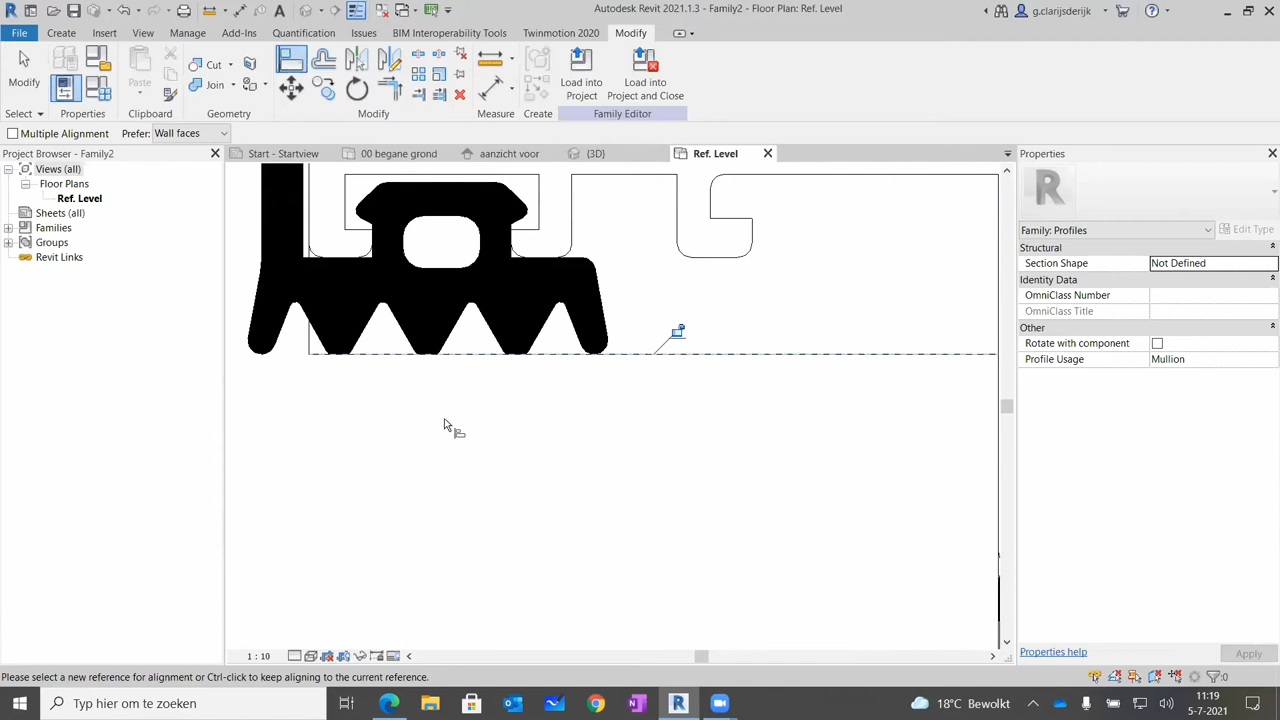 Autodesk Revit 2021.1.3 - Family2 - Floor Plan: Ref. Level
g.clarijsderijk
File Create Insert View Manage Add-Ins Quantification Issues BIM Interoperability Tools Twinmotion 2020 Modify
Modify
Paste
Cut
Join
Load into
Project
Load into
Project and Close
Select Properties Clipboard Geometry Modify Measure Create Family Editor
Multiple Alignment Prefer: Wall faces
Project Browser - Family2
Start - Startview
00 begane grond
aanzicht voor
{3D}
Ref. Level
Properties
Views (all)
Floor Plans
Ref. Level
Sheets (all)
Families
Groups
Revit Links
R
Family: Profiles
Edit Type
Structural
Section Shape Not Defined
Identity Data
OmniClass Number
OmniClass Title
Other
Rotate with component
Profile Usage Mullion
1 : 10
Properties help
Apply
Please select a new reference for alignment or Ctrl-click to keep aligning to the current reference.
:0
Typ hier om te zoeken
18°C Bewolkt
11:19
5-7-2021